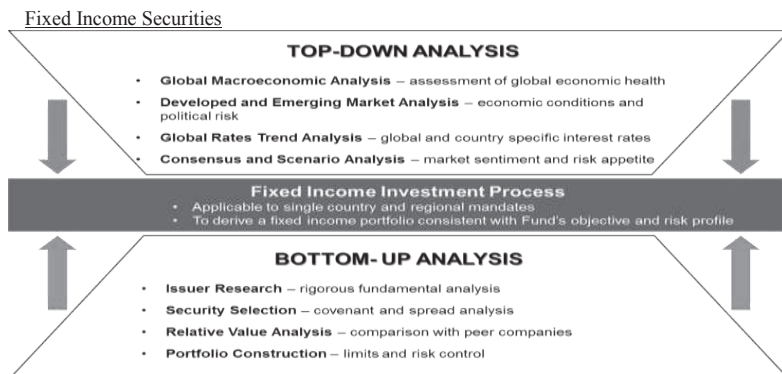 Fixed Income Securities
TOP-DOWN ANALYSIS
• Global Macroeconomic Analysis – assessment of global economic health
• Developed and Emerging Market Analysis – economic conditions and
political risk
• Global Rates Trend Analysis – global and country specific interest rates
• Consensus and Scenario Analysis – market sentiment and risk appetite
Fixed Income Investment Process
• Applicable to single country and regional mandates
• To derive a fixed income portfolio consistent with Fund's objective and risk profile
BOTTOM- UP ANALYSIS
• Issuer Research – rigorous fundamental analysis
• Security Selection – covenant and spread analysis
• Relative Value Analysis – comparison with peer companies
• Portfolio Construction – limits and risk control